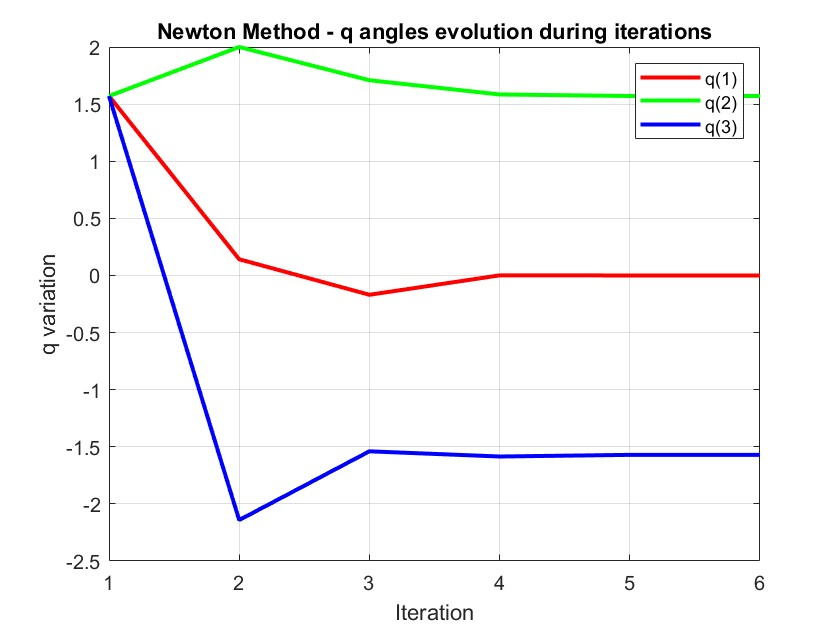 Newton Method - q angles evolution during iterations
q(1)
q(2)
q(3)
2
1.5
1
0.5
0
-0.5
-1
-1.5
-2
-2.5
q variation
1 2 3 4 5 6
Iteration